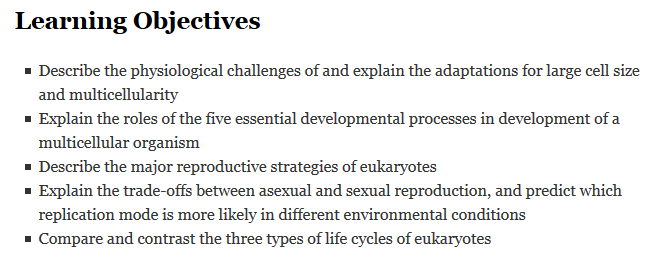 Learning Objectives
Describe the physiological challenges of and explain the adaptations for large cell size
and multicellularity
Explain the roles of the five essential developmental processes in development of a
multicellular organism
Describe the major reproductive strategies of eukaryotes
Explain the trade-offs between asexual and sexual reproduction, and predict which
replication mode is more likely in different environmental conditions
Compare and contrast the three types of life cycles of eukaryotes